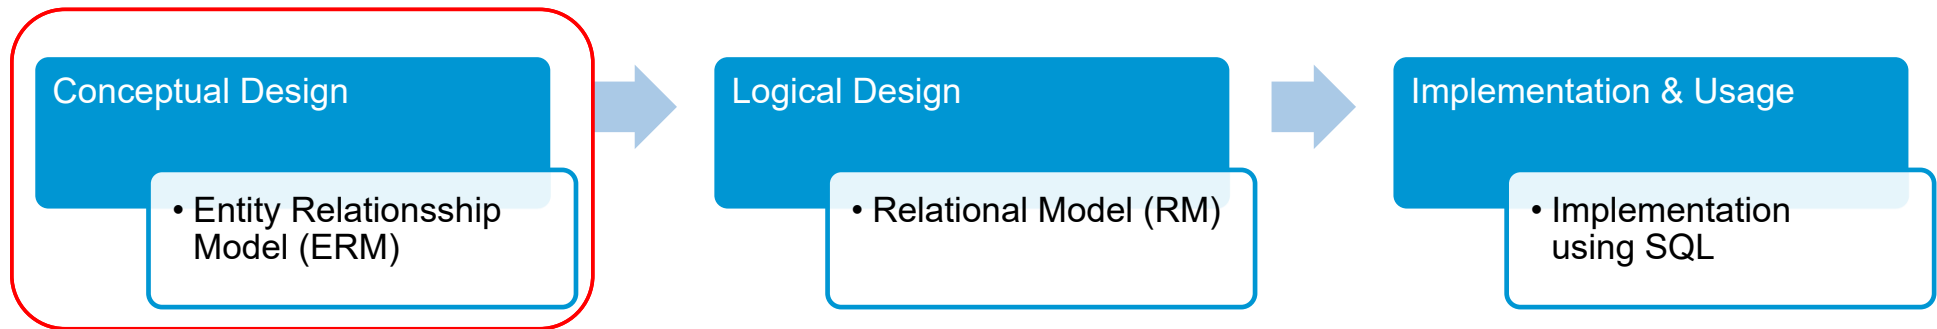 Conceptual Design
• Entity Relationsship
Model (ERM)
Logical Design
• Relational Model (RM)
Implementation & Usage
• Implementation
using SQL